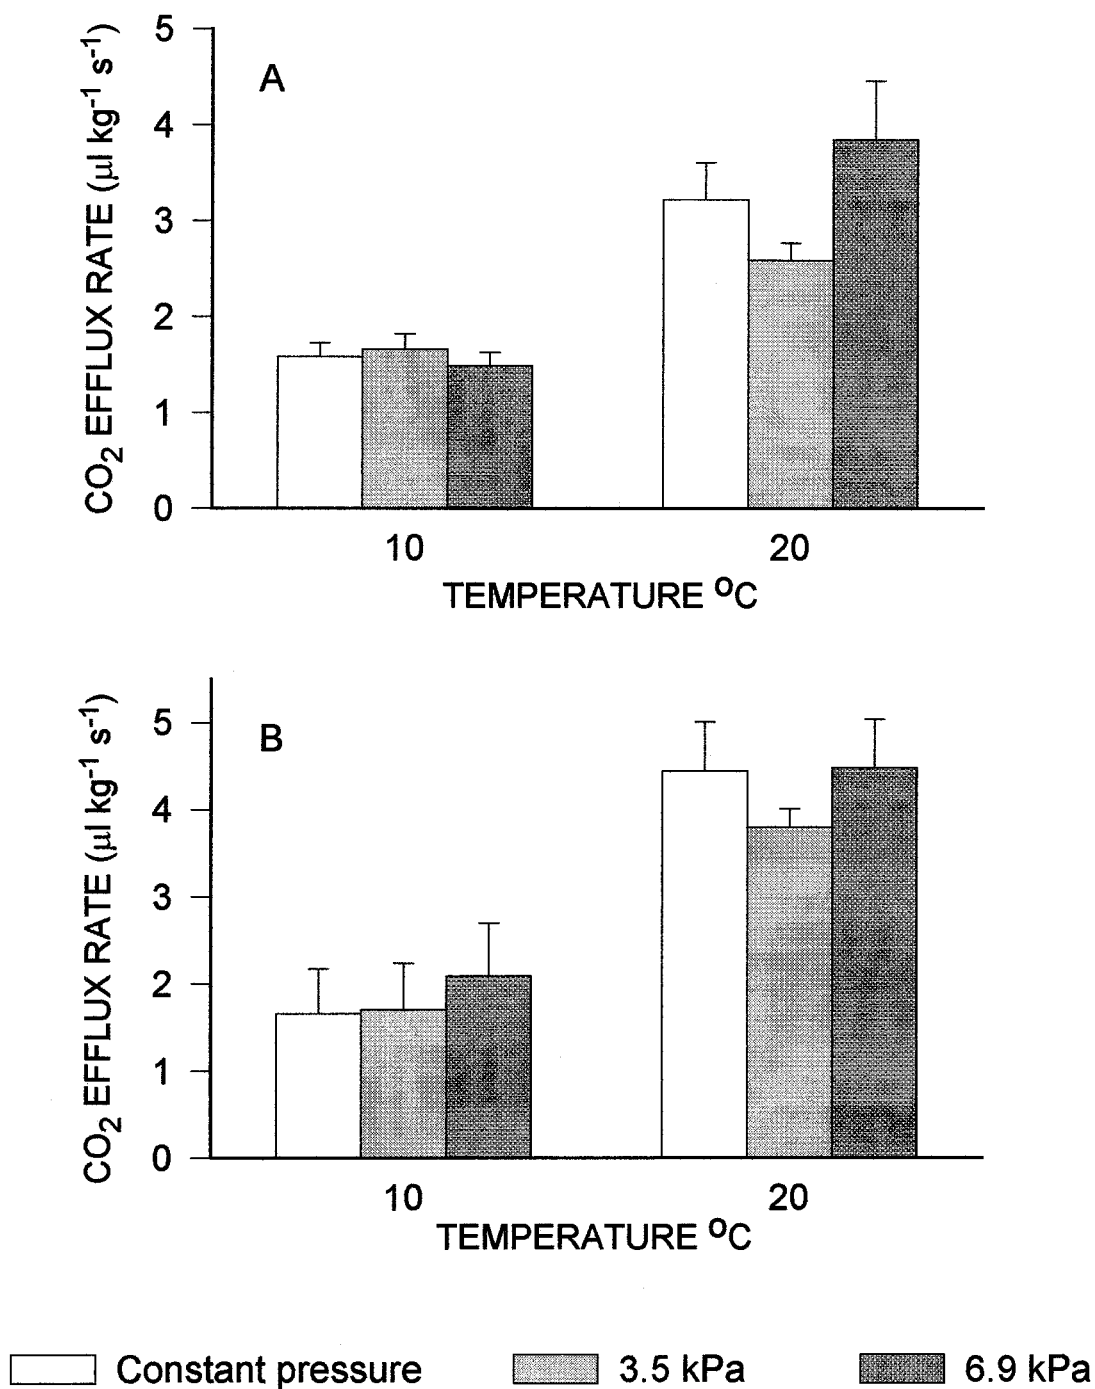 A
CO₂ EFFLUX RATE (µl kg⁻¹ s⁻¹)
5
4
3
2
1
0
10 20
TEMPERATURE ºC
B
CO₂ EFFLUX RATE (µl kg⁻¹ s⁻¹)
5
4
3
2
1
0
10 20
TEMPERATURE ºC
Constant pressure 3.5 kPa 6.9 kPa